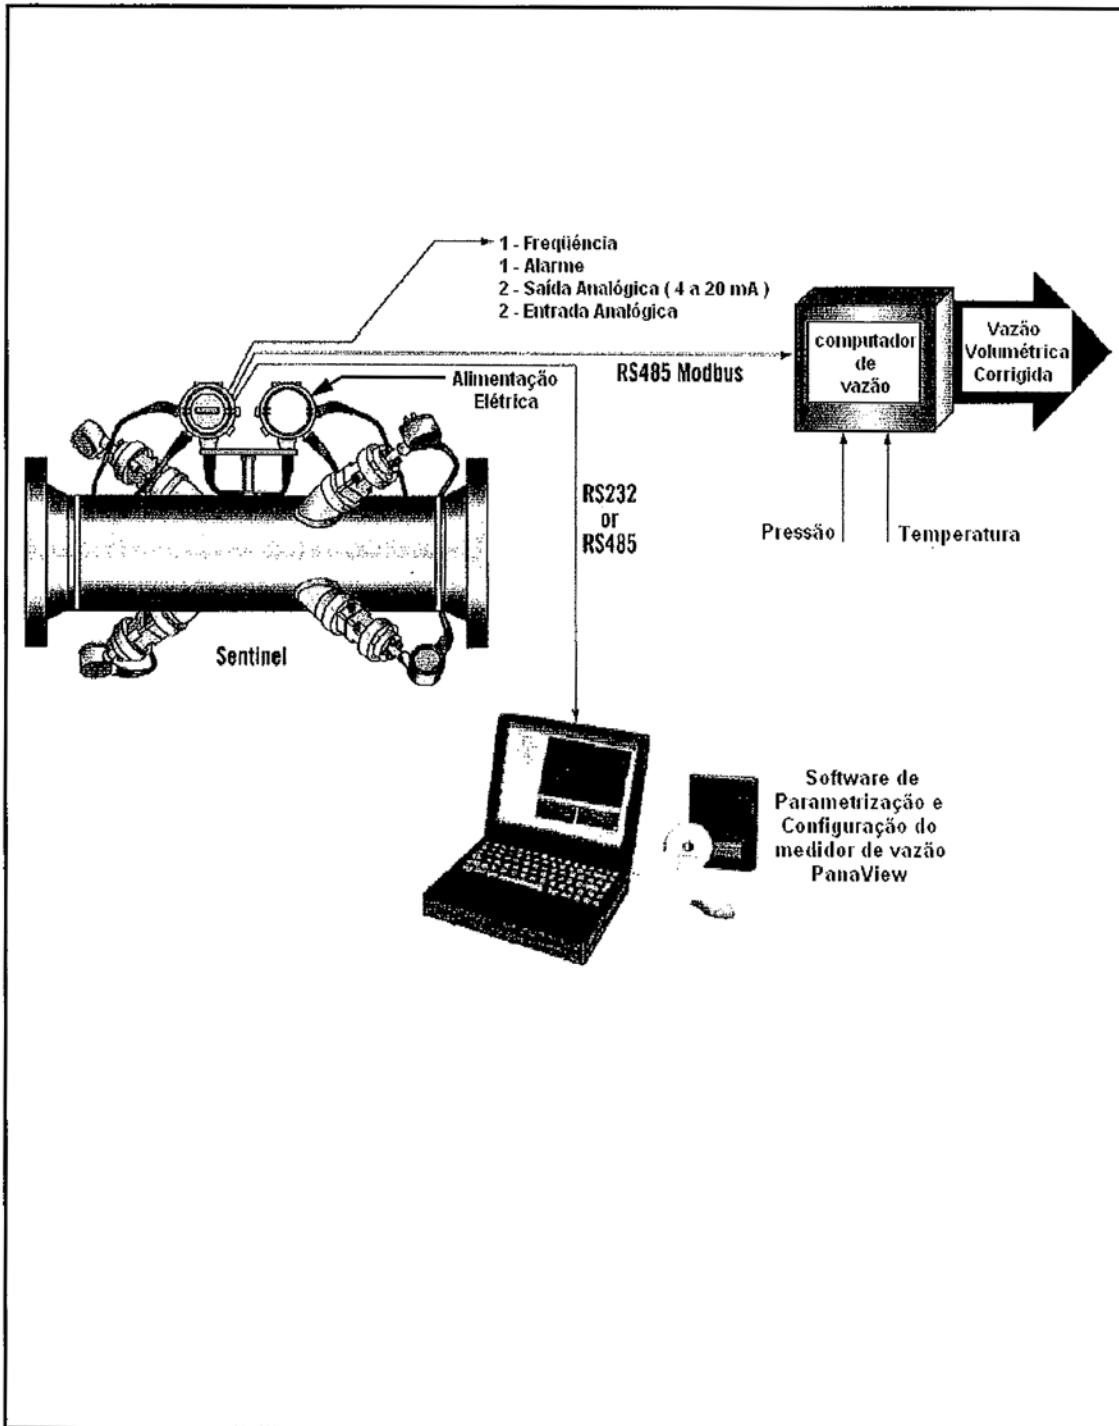 1 - Freqüência
1 - Alarme
2 - Saída Analógica ( 4 a 20 mA )
2 - Entrada Analógica
computador
de
vazão
Vazão
Volumétrica
Corrigida
RS485 Modbus
Alimentação
Elétrica
RS232
or
RS485
Pressão
Temperatura
Sentinel
Software de
Parametrização e
Configuração do
medidor de vazão
PanaView